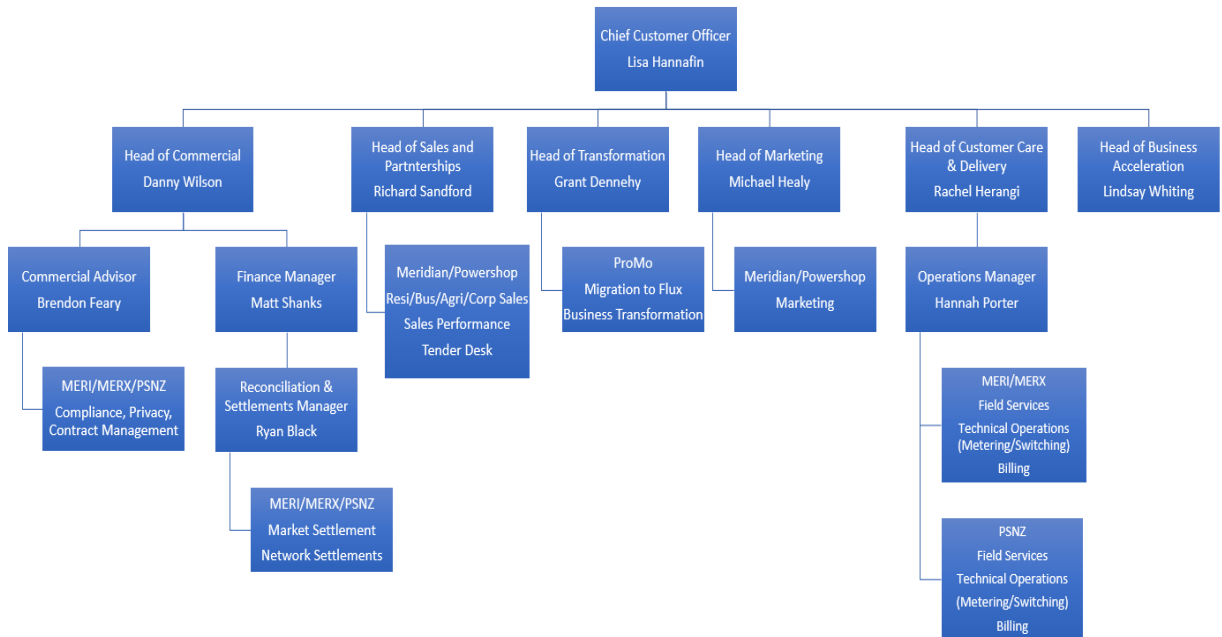 Chief Customer Officer
Lisa Hannafin
Head of Commercial
Danny Wilson
Head of Sales and
Partnterships
Richard Sandford
Head of Transformation
Grant Dennehy
Head of Marketing
Michael Healy
Head of Customer Care
& Delivery
Rachel Herangi
Head of Business
Acceleration
Lindsay Whiting
Commercial Advisor
Brendon Feary
Finance Manager
Matt Shanks
Meridian/Powershop
Resi/Bus/Agri/Corp Sales
Sales Performance
Tender Desk
ProMo
Migration to Flux
Business Transformation
Meridian/Powershop
Marketing
Operations Manager
Hannah Porter
MERI/MERX/PSNZ
Compliance, Privacy,
Contract Management
Reconciliation &
Settlements Manager
Ryan Black
MERI/MERX
Field Services
Technical Operations
(Metering/Switching)
Billing
MERI/MERX/PSNZ
Market Settlement
Network Settlements
PSNZ
Field Services
Technical Operations
(Metering/Switching)
Billing